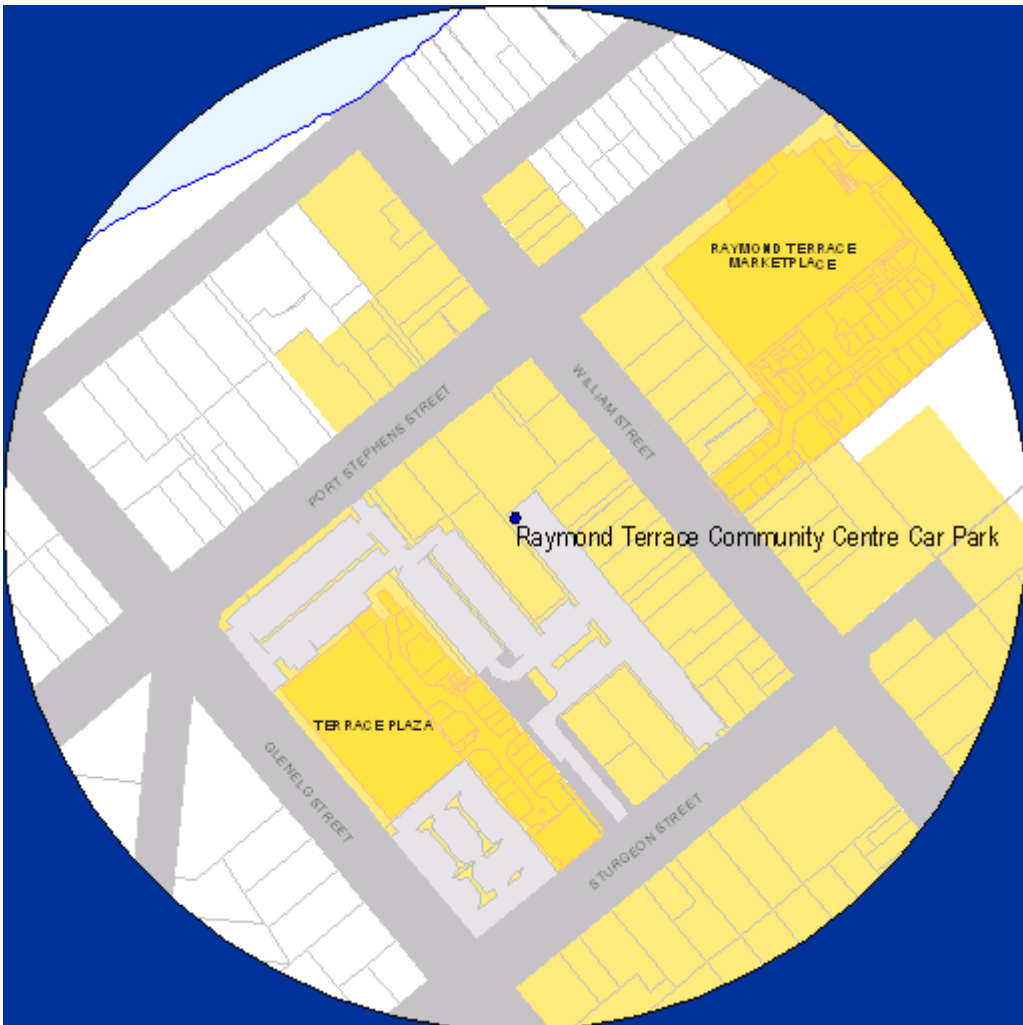 RAYMOND TERRACE
MARKETPLACE
WILLIAM STREET
PORT STEPHENS STREET
Raymond Terrace Community Centre Car Park
TERRACE PLAZA
GLENELG STREET
STURGEON STREET